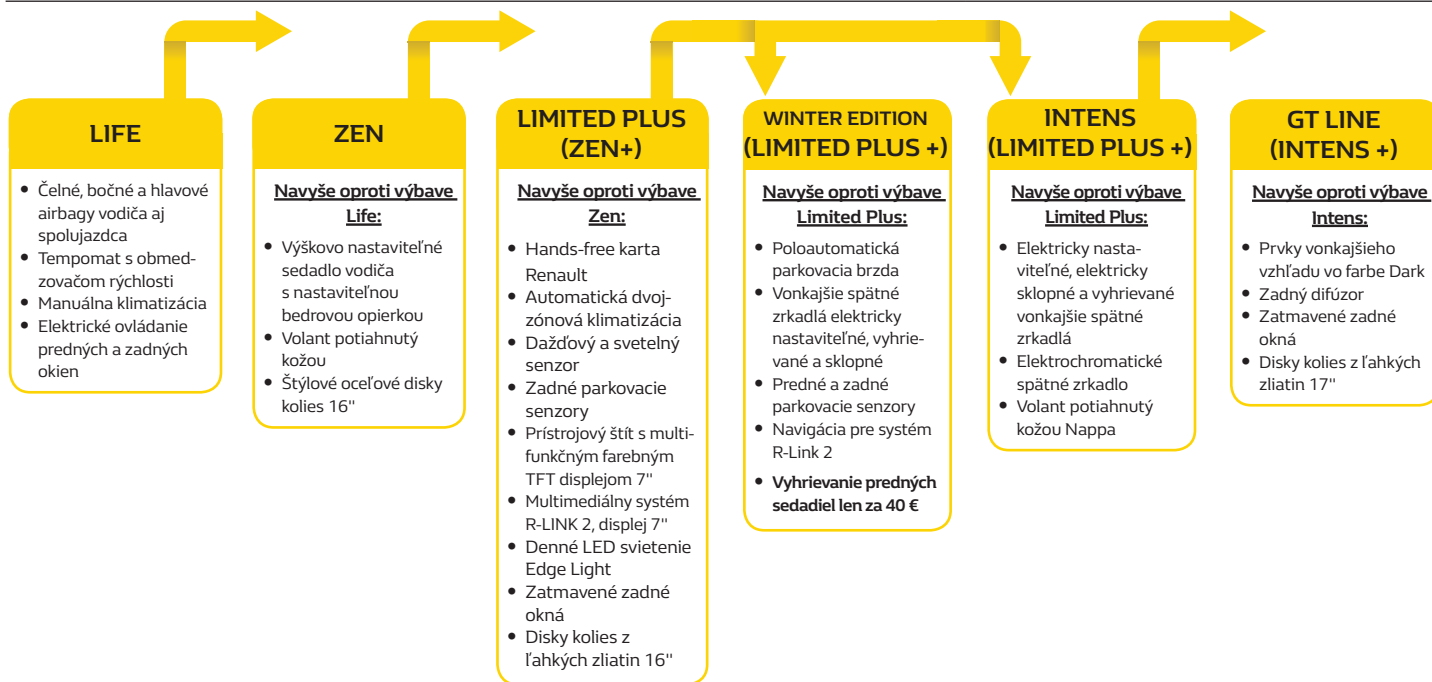 LIFE
• Čelné, bočné a hlavové
airbagy vodiča aj
spolujazdca
• Tempomat s obmed-
zovačom rýchlosti
• Manuálna klimatizácia
• Elektrické ovládanie
predných a zadných
okien
ZEN
Navyše oproti výbave
Life:
• Výškovo nastaviteľné
sedadlo vodiča
s nastaviteľnou
bedrovou opierkou
• Volant potiahnutý
kožou
• Štýlové oceľové disky
kolies 16"
LIMITED PLUS
(ZEN+)
Navyše oproti výbave
Zen:
• Hands-free karta
Renault
• Automatická dvoj-
zónová klimatizácia
• Dažďový a svetelný
senzor
• Zadné parkovacie
senzory
• Prístrojový štít s multi-
funkčným farebným
TFT displejom 7"
• Multimediálny systém
R-LINK 2, displej 7"
• Denné LED svietenie
Edge Light
• Zatmavené zadné
okná
• Disky kolies z
ľahkých zliatin 16"
WINTER EDITION
(LIMITED PLUS +)
Navyše oproti výbave
Limited Plus:
• Poloautomatická
parkovacia brzda
• Vonkajšie spätné
zrkadlá elektricky
nastaviteľné, vyhrie-
vané a sklopné
• Predné a zadné
parkovacie senzory
• Navigácia pre systém
R-Link 2
• Vyhrievanie predných
sedadiel len za 40 €
INTENS
(LIMITED PLUS +)
Navyše oproti výbave
Limited Plus:
• Elektricky nasta-
viteľné, elektricky
sklopné a vyhrievané
vonkajšie spätné
zrkadlá
• Elektrochromatické
spätné zrkadlo
• Volant potiahnutý
kožou Nappa
GT LINE
(INTENS +)
Navyše oproti výbave
Intens:
• Prvky vonkajšieho
vzhľadu vo farbe Dark
• Zadný difúzor
• Zatmavené zadné
okná
• Disky kolies z ľahkých
zliatin 17"